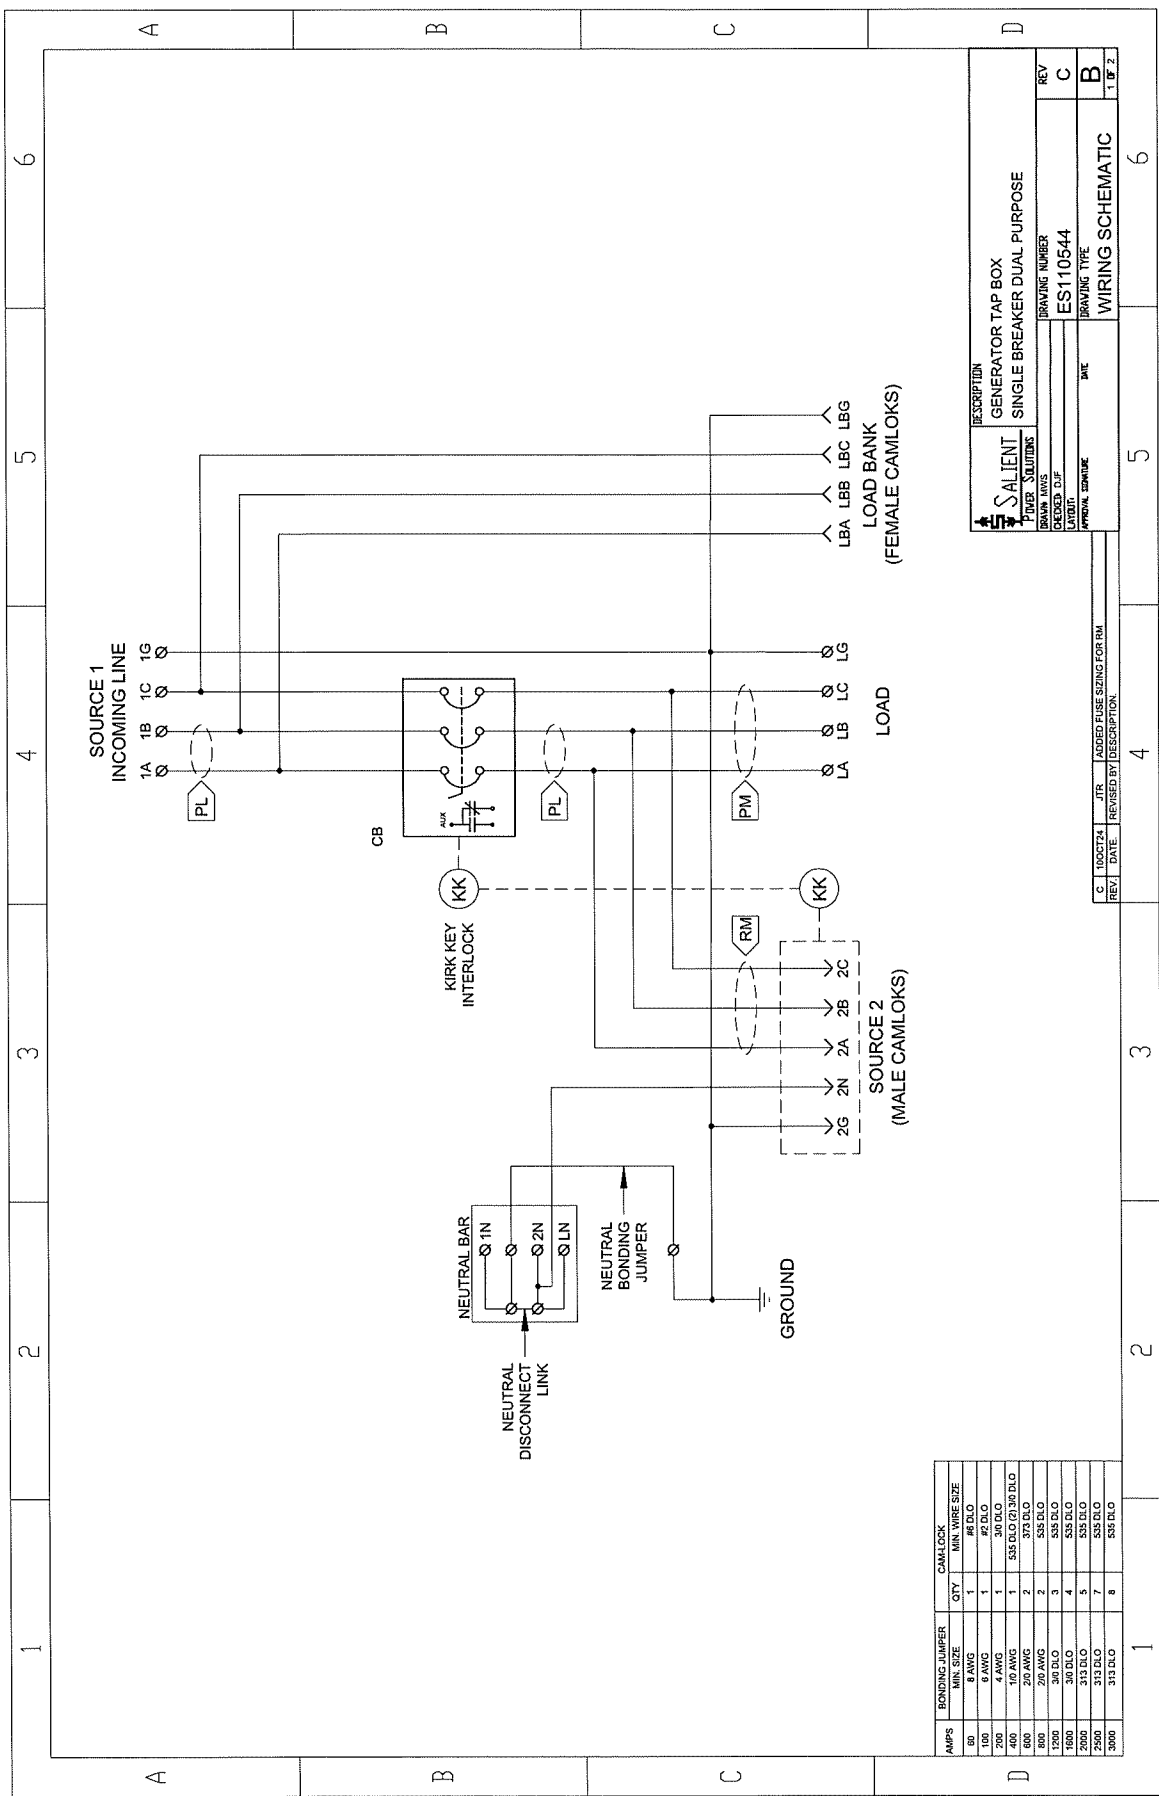 1
2
3
4
5
6
A
B
C
D
SOURCE 1
INCOMING LINE
1A
1B
1C
1G
PL
CB
AUX
KK
KIRK KEY
INTERLOCK
PL
NEUTRAL BAR
1N
2N
LN
NEUTRAL
DISCONNECT
LINK
NEUTRAL
BONDING
JUMPER
GROUND
RM
PM
KK
2G
2N
2A
2B
2C
SOURCE 2
(MALE CAMLOKS)
LA
LB
LC
LG
LOAD
LBA
LBB
LBC
LBG
LOAD BANK
(FEMALE CAMLOKS)
BONDING JUMPER CAM-LOCK
AMPS MIN. SIZE QTY MIN. WIRE SIZE
60 8 AWG 1 #6 DLO
100 6 AWG 1 #2 DLO
200 4 AWG 1 3/0 DLO
400 1/0 AWG 1 535 DLO (2) 3/0 DLO
600 2/0 AWG 2 373 DLO
800 2/0 AWG 2 535 DLO
1200 3/0 DLO 3 535 DLO
1600 3/0 DLO 4 535 DLO
2000 313 DLO 5 535 DLO
2500 313 DLO 7 535 DLO
3000 313 DLO 8 535 DLO
C 10OCT24 JTR ADDED FUSE SIZING FOR RM
REV. DATE. REVISED BY DESCRIPTION.
SALIENT
POWER SOLUTIONS
DESCRIPTION
GENERATOR TAP BOX
SINGLE BREAKER DUAL PURPOSE
DRAWN: MWS
CHECKED: DJF
LAYOUT:
DRAWING NUMBER
ES110544
REV
C
APPROVAL SIGNATURE DATE
DRAWING TYPE
WIRING SCHEMATIC
B
1 OF 2
A
B
C
D
1
2
3
4
5
6